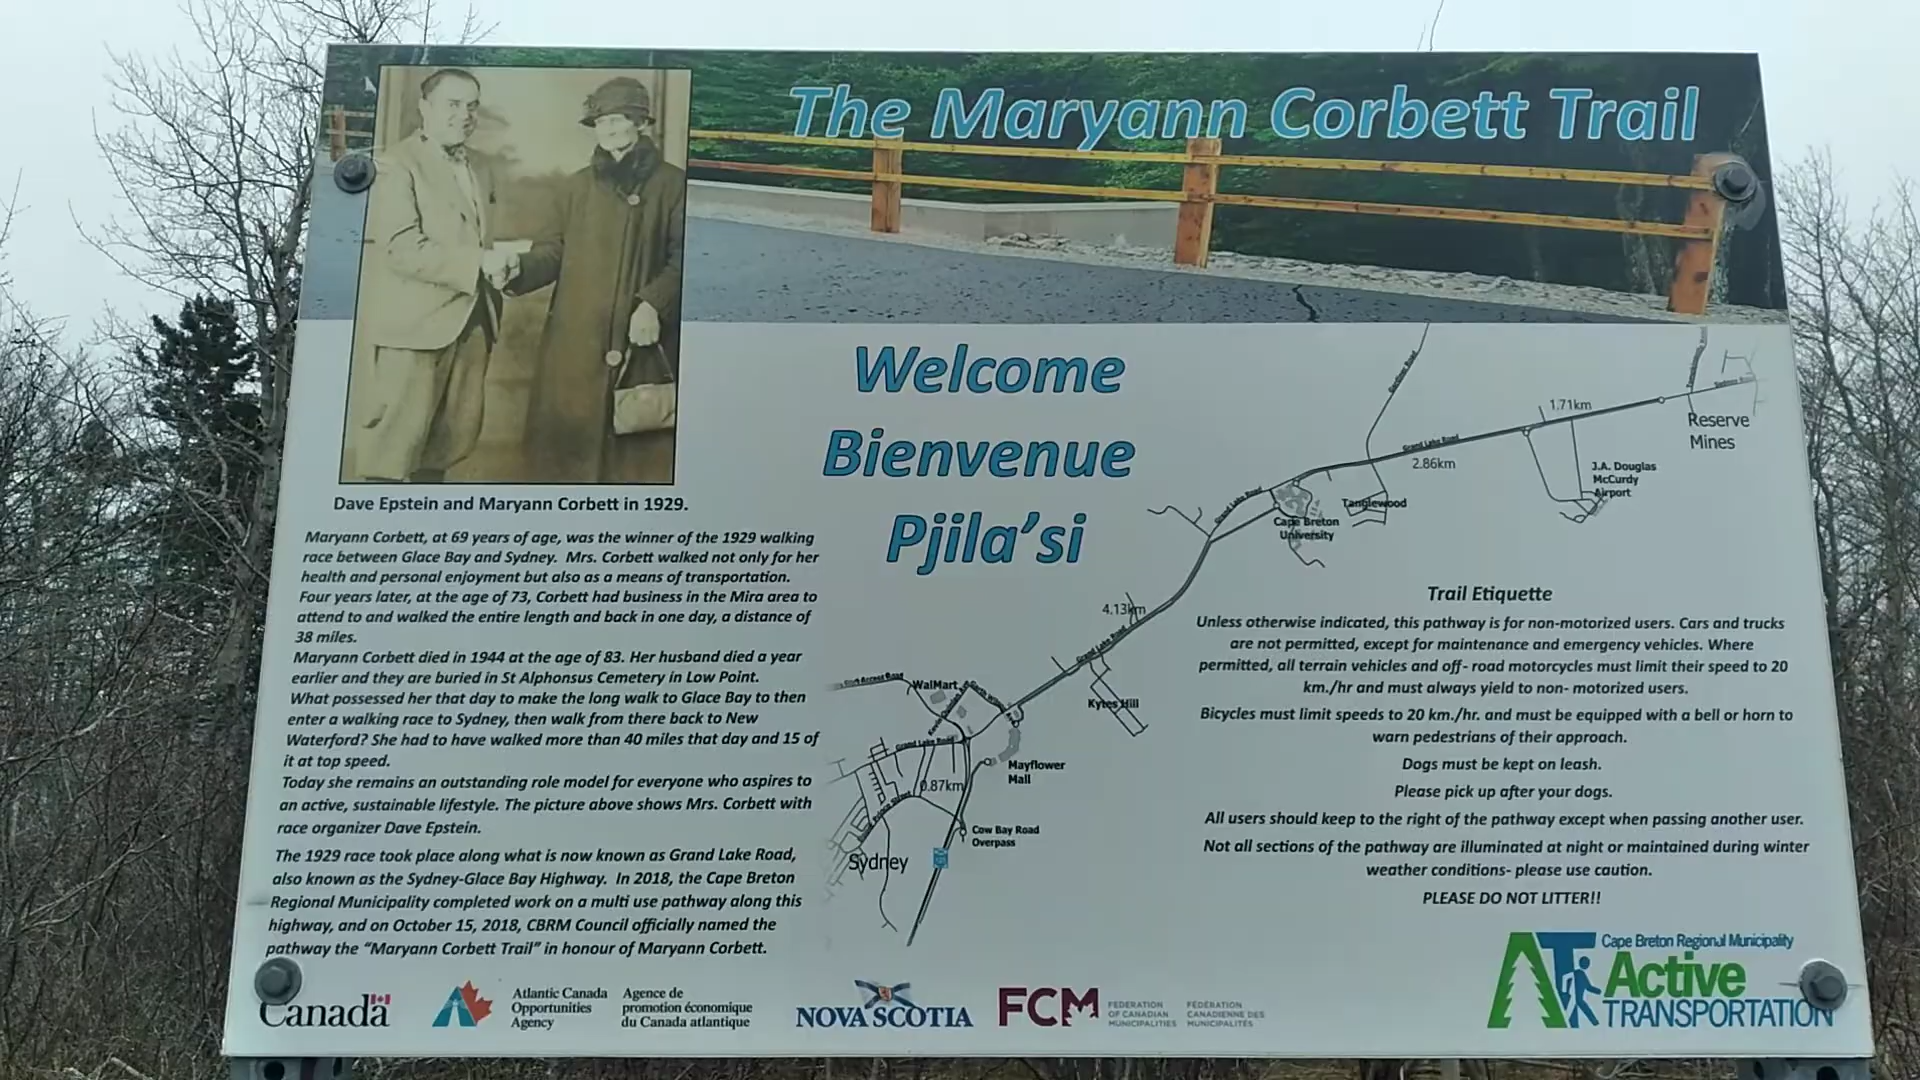 The Maryann Corbett Trail
Dave Epstein and Maryann Corbett in 1929.
Maryann Corbett, at 69 years of age, was the winner of the 1929 walking
race between Glace Bay and Sydney. Mrs. Corbett walked not only for her
health and personal enjoyment but also as a means of transportation.
Four years later, at the age of 73, Corbett had business in the Mira area to
attend to and walked the entire length and back in one day, a distance of
38 miles.
Maryann Corbett died in 1944 at the age of 83. Her husband died a year
earlier and they are buried in St Alphonsus Cemetery in Low Point.
What possessed her that day to make the long walk to Glace Bay to then
enter a walking race to Sydney, then walk from there back to New
Waterford? She had to have walked more than 40 miles that day and 15 of
it at top speed.
Today she remains an outstanding role model for everyone who aspires to
an active, sustainable lifestyle. The picture above shows Mrs. Corbett with
race organizer Dave Epstein.
The 1929 race took place along what is now known as Grand Lake Road,
also known as the Sydney-Glace Bay Highway. In 2018, the Cape Breton
Regional Municipality completed work on a multi use pathway along this
highway, and on October 15, 2018, CBRM Council officially named the
pathway the “Maryann Corbett Trail” in honour of Maryann Corbett.
Welcome
Bienvenue
Pjila’si
1.71km
Reserve
Mines
Grand Lake Road
2.86km
J.A. Douglas
McCurdy
Airport
Tanglewood
Grand Lake Road
Cape Breton
University
4.13km
Grand Lake Road
Kytes Hill
WalMart
Grand Lake Road
Mayflower
Mall
0.87km
Cow Bay Road
Overpass
Sydney
Trail Etiquette
Unless otherwise indicated, this pathway is for non-motorized users. Cars and trucks
are not permitted, except for maintenance and emergency vehicles. Where
permitted, all terrain vehicles and off- road motorcycles must limit their speed to 20
km./hr and must always yield to non- motorized users.
Bicycles must limit speeds to 20 km./hr. and must be equipped with a bell or horn to
warn pedestrians of their approach.
Dogs must be kept on leash.
Please pick up after your dogs.
All users should keep to the right of the pathway except when passing another user.
Not all sections of the pathway are illuminated at night or maintained during winter
weather conditions- please use caution.
PLEASE DO NOT LITTER!!
Canada
Atlantic Canada
Opportunities
Agency
Agence de
promotion économique
du Canada atlantique
NOVA SCOTIA
FCM
FEDERATION
OF CANADIAN
MUNICIPALITIES
FÉDÉRATION
CANADIENNE DES
MUNICIPALITÉS
AT
Cape Breton Regional Municipality
Active
TRANSPORTATION